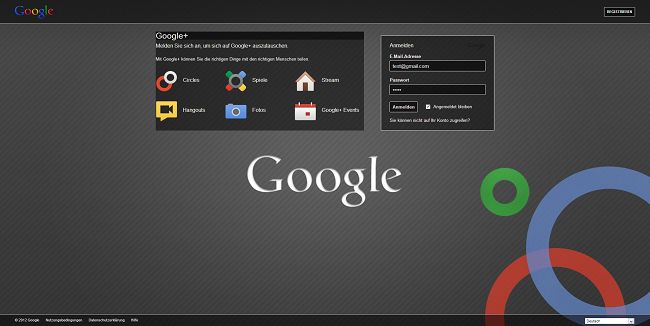 Google
REGISTRIEREN
Google+
Melden Sie sich an, um sich auf Google+ auszutauschen.
Mit Google+ können Sie die richtigen Dinge mit den richtigen Menschen teilen.
Circles
Spiele
Stream
Hangouts
Fotos
Google+ Events
Anmelden
Google
E-Mail-Adresse
test@gmail.com
Passwort
••••
Anmelden
Angemeldet bleiben
Sie können nicht auf Ihr Konto zugreifen?
Google
© 2012 Google Nutzungsbedingungen Datenschutzerklärung Hilfe
Deutsch